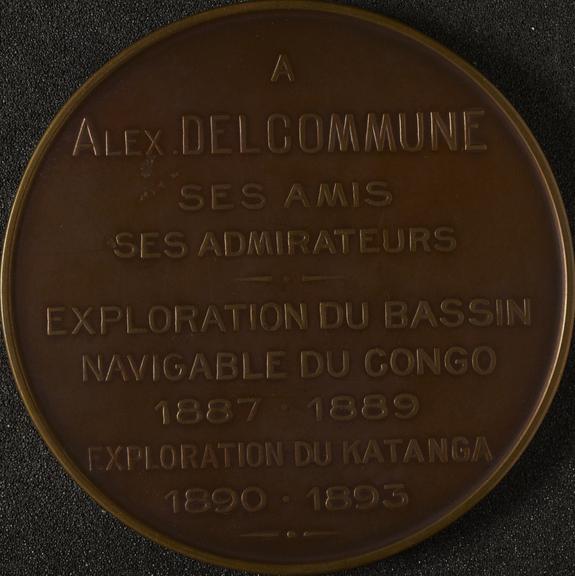 A
ALEX. DELCOMMUNE
SES AMIS
SES ADMIRATEURS
EXPLORATION DU BASSIN
NAVIGABLE DU CONGO
1887 · 1889
EXPLORATION DU KATANGA
1890 · 1893